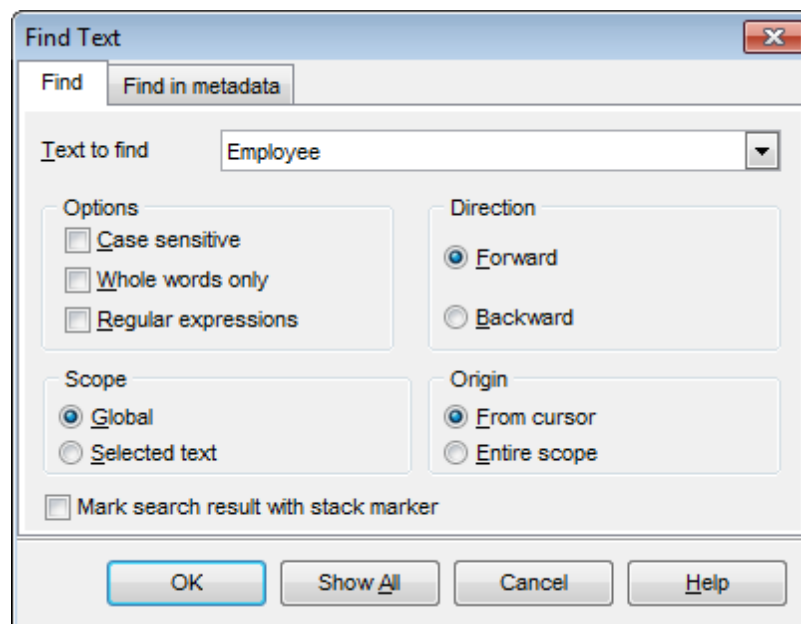 Find Text
Find Find in metadata
Text to find Employee
Options
Case sensitive
Whole words only
Regular expressions
Direction
Forward
Backward
Scope
Global
Selected text
Origin
From cursor
Entire scope
Mark search result with stack marker
OK Show All Cancel Help